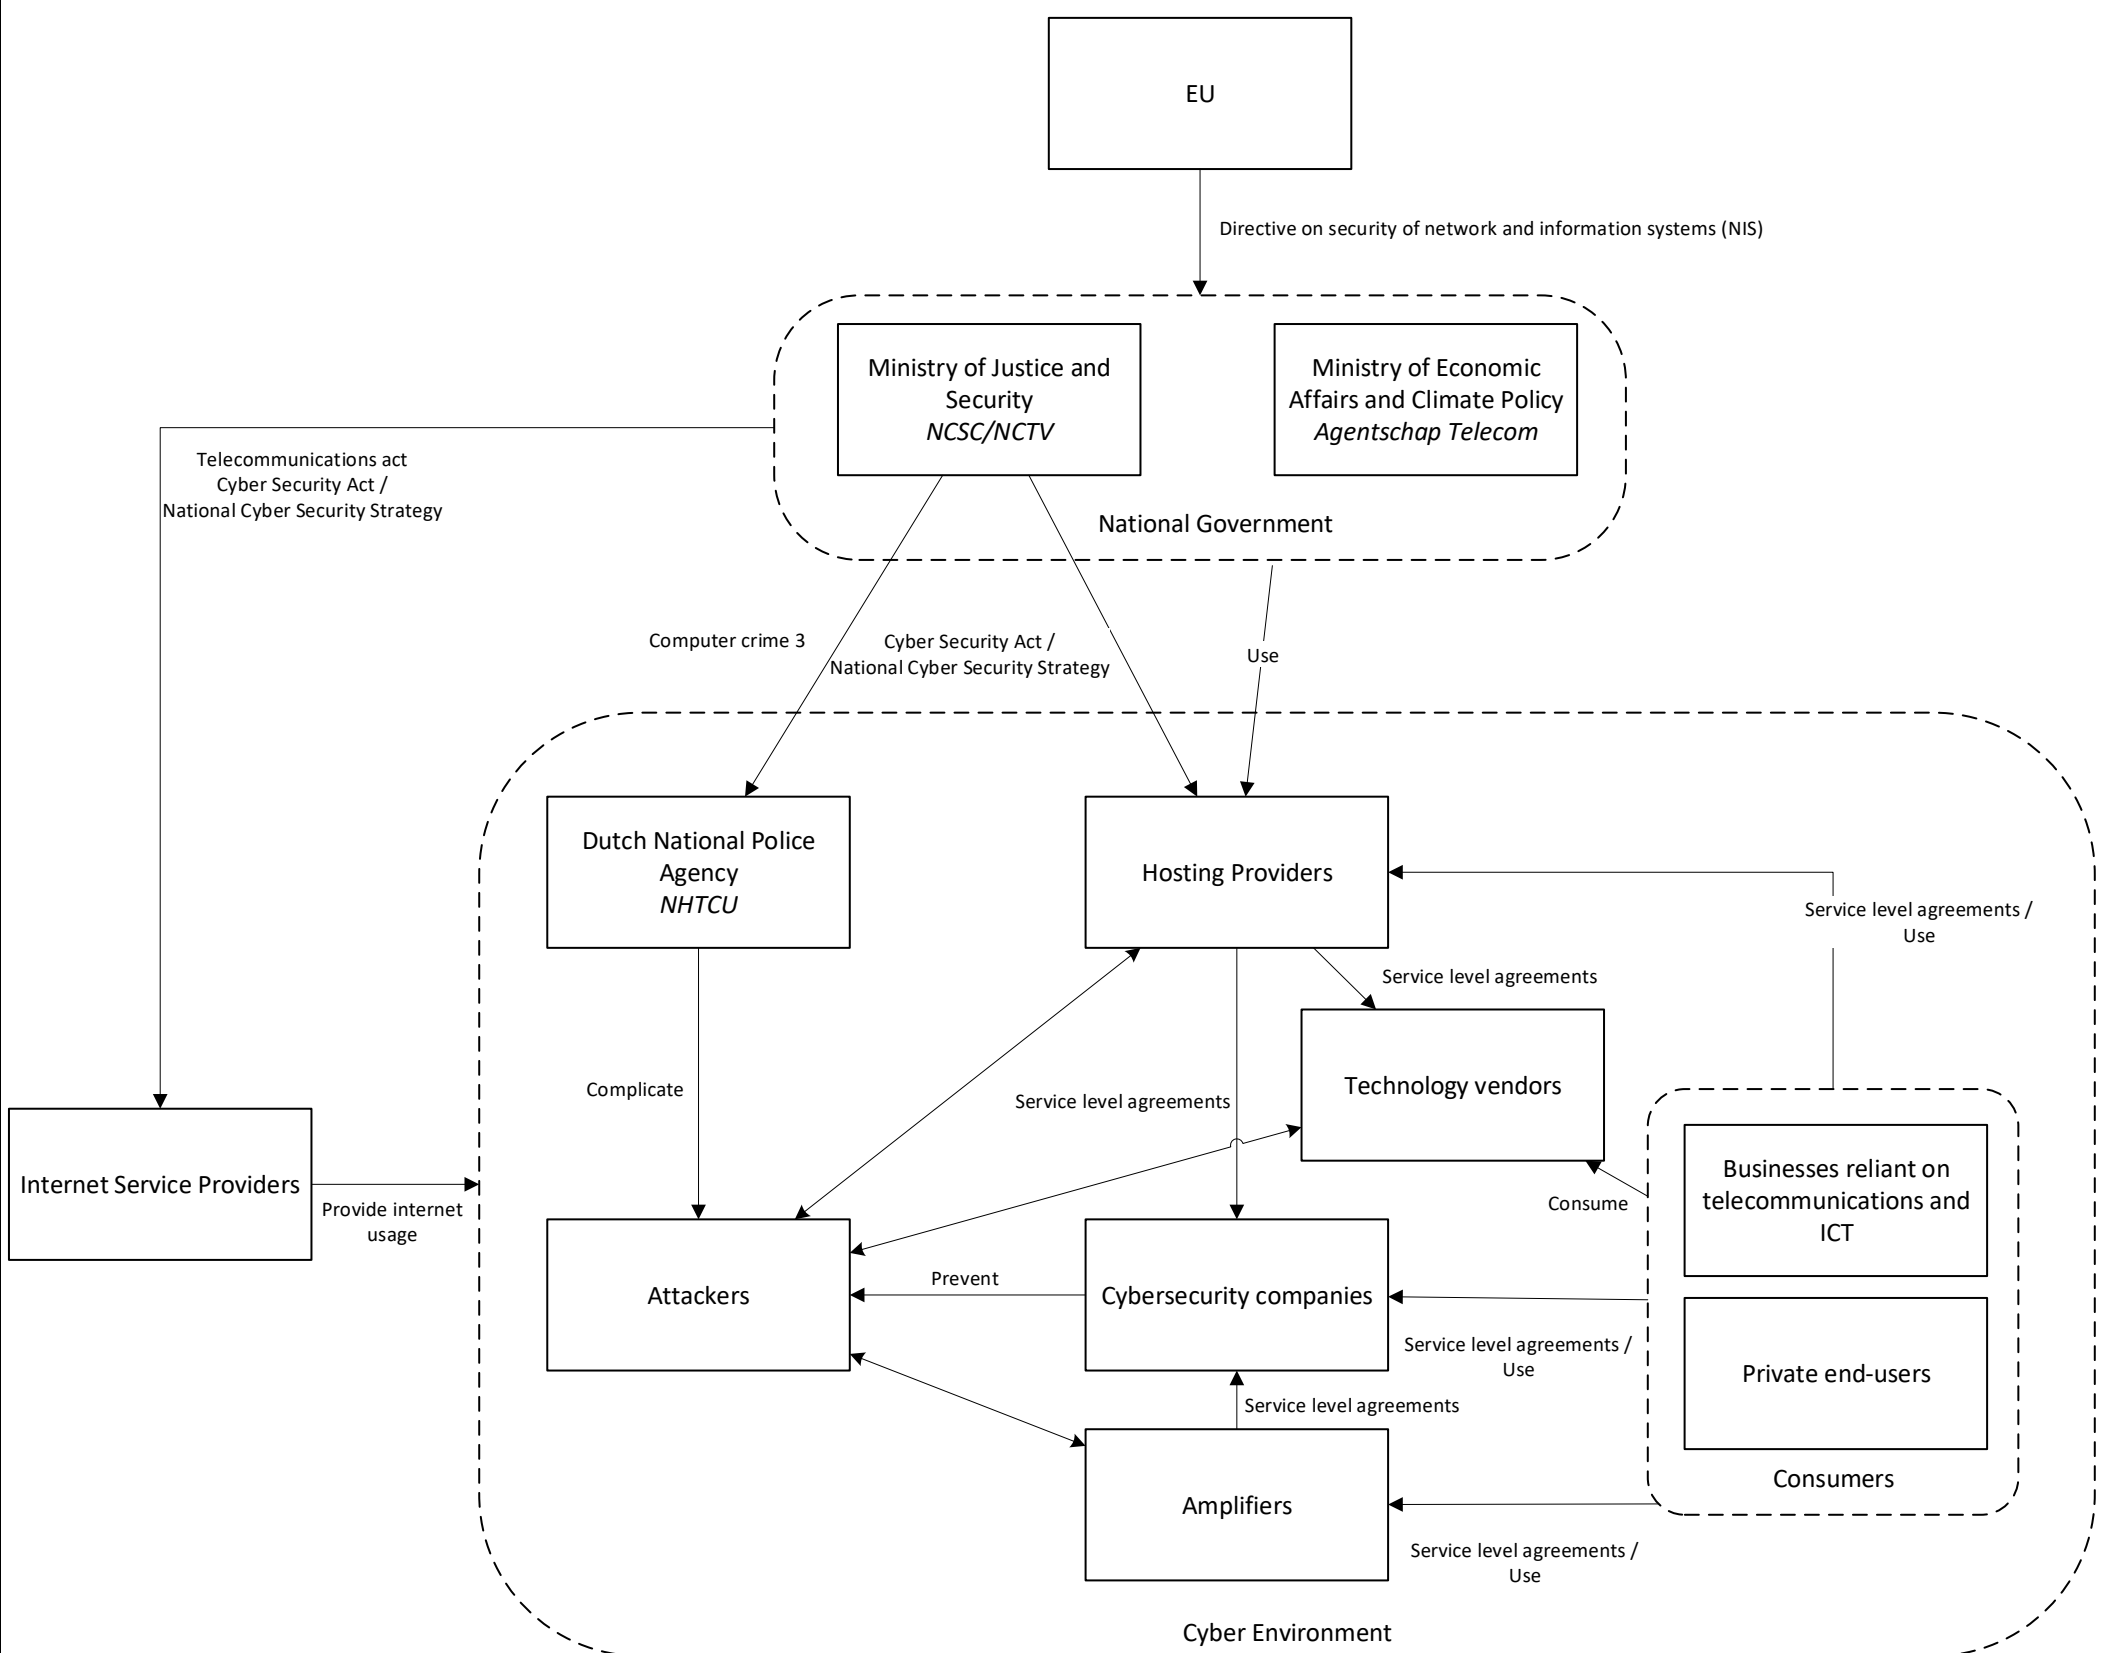 EU
Directive on security of network and information systems (NIS)
Ministry of Justice and
Security
NCSC/NCTV
Ministry of Economic
Affairs and Climate Policy
Agentschap Telecom
National Government
Telecommunications act
Cyber Security Act /
National Cyber Security Strategy
Computer crime 3
Cyber Security Act /
National Cyber Security Strategy
Use
Dutch National Police
Agency
NHTCU
Hosting Providers
Service level agreements /
Use
Service level agreements
Technology vendors
Complicate
Service level agreements
Internet Service Providers
Provide internet
usage
Businesses reliant on
telecommunications and
ICT
Consume
Attackers
Prevent
Cybersecurity companies
Service level agreements /
Use
Private end-users
Service level agreements
Consumers
Amplifiers
Service level agreements /
Use
Cyber Environment